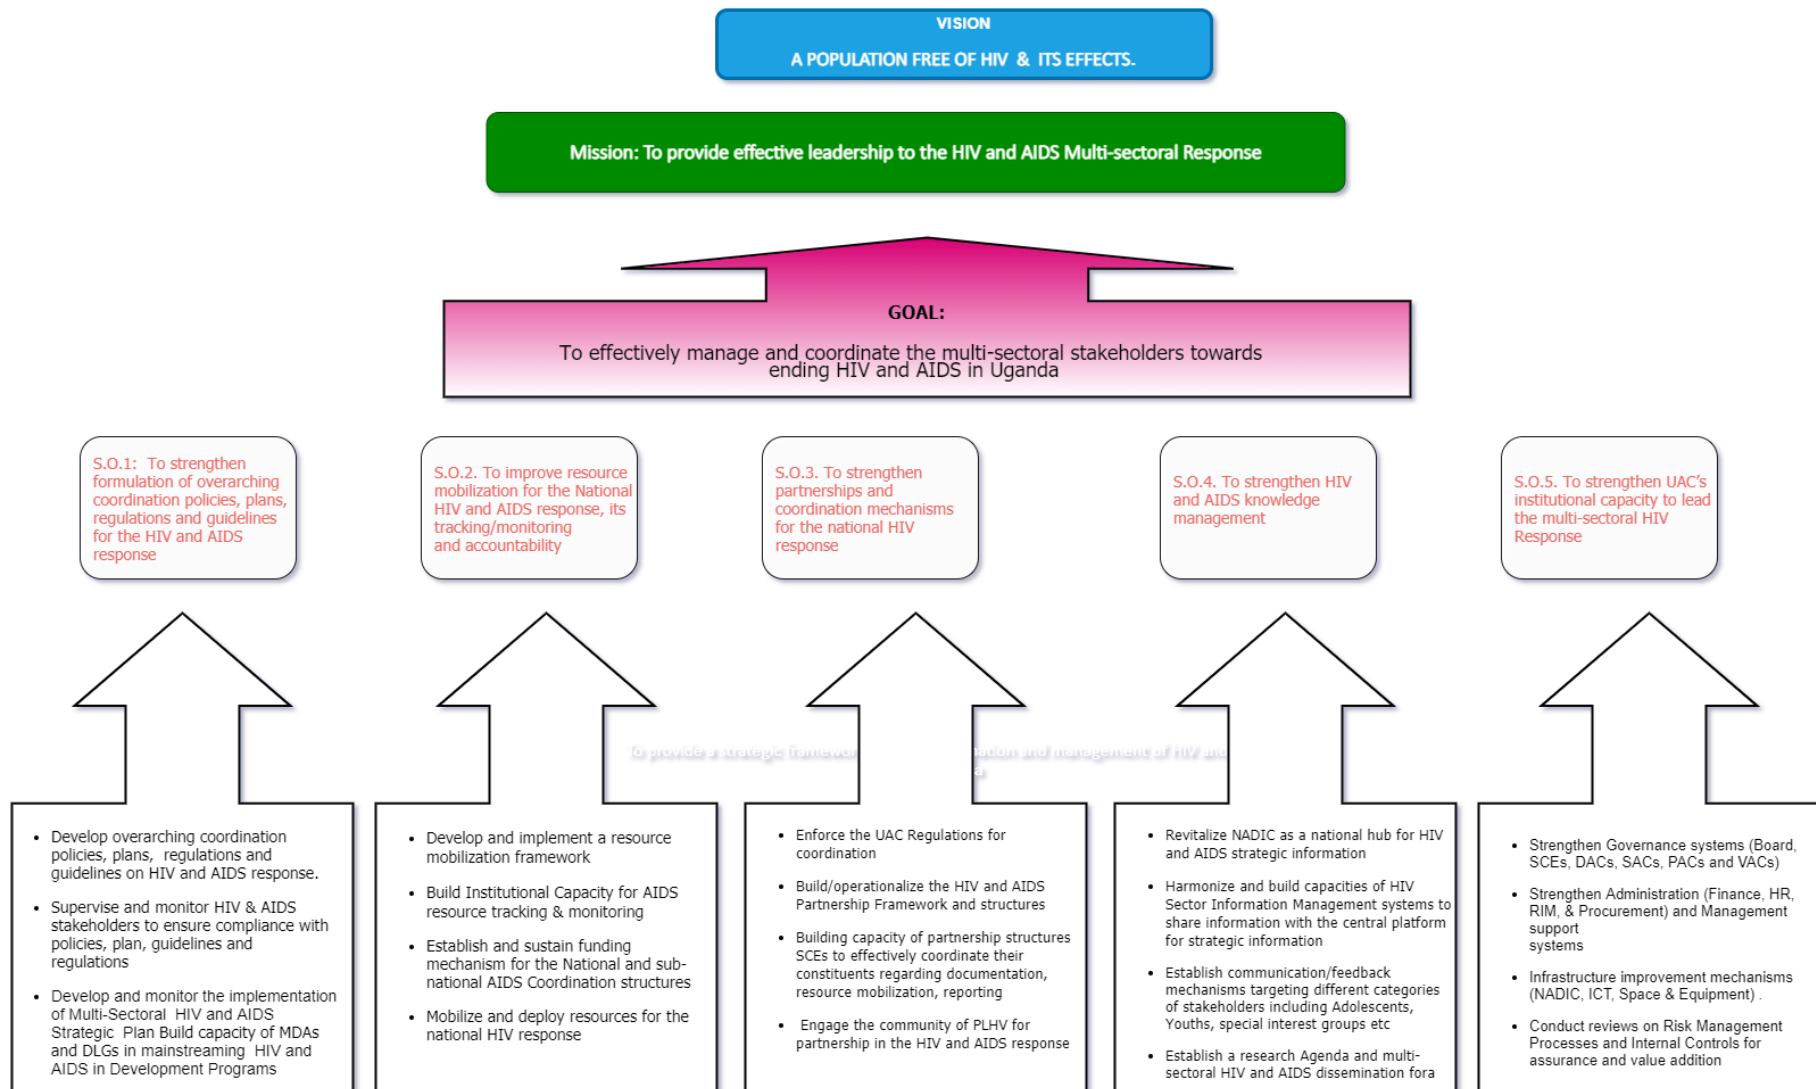 VISION
A POPULATION FREE OF HIV & ITS EFFECTS.
Mission: To provide effective leadership to the HIV and AIDS Multi-sectoral Response
GOAL:
To effectively manage and coordinate the multi-sectoral stakeholders towards
ending HIV and AIDS in Uganda
S.O.1: To strengthen
formulation of overarching
coordination policies, plans,
regulations and guidelines
for the HIV and AIDS
response
S.O.2. To improve resource
mobilization for the National
HIV and AIDS response, its
tracking/monitoring
and accountability
S.O.3. To strengthen
partnerships and
coordination mechanisms
for the national HIV
response
S.O.4. To strengthen HIV
and AIDS knowledge
management
S.O.5. To strengthen UAC's
institutional capacity to lead
the multi-sectoral HIV
Response
To provide a strategic
and management of HIV and
• Develop overarching coordination
policies, plans, regulations and
guidelines on HIV and AIDS response.
• Supervise and monitor HIV & AIDS
stakeholders to ensure compliance with
policies, plan, guidelines and
regulations
• Develop and monitor the implementation
of Multi-Sectoral HIV and AIDS
Strategic Plan Build capacity of MDAs
and DLGs in mainstreaming HIV and
AIDS in Development Programs
• Develop and implement a resource
mobilization framework
• Build Institutional Capacity for AIDS
resource tracking & monitoring
• Establish and sustain funding
mechanism for the National and sub-
national AIDS Coordination structures
• Mobilize and deploy resources for the
national HIV response
• Enforce the UAC Regulations for
coordination
• Build/operationalize the HIV and AIDS
Partnership Framework and structures
• Building capacity of partnership structures
SCEs to effectively coordinate their
constituents regarding documentation,
resource mobilization, reporting
• Engage the community of PLHV for
partnership in the HIV and AIDS response
• Revitalize NADIC as a national hub for HIV
and AIDS strategic information
• Harmonize and build capacities of HIV
Sector Information Management systems to
share information with the central platform
for strategic information
• Establish communication/feedback
mechanisms targeting different categories
of stakeholders including Adolescents,
Youths, special interest groups etc
• Establish a research Agenda and multi-
sectoral HIV and AIDS dissemination fora
• Strengthen Governance systems (Board,
SCEs, DACs, SACs, PACs and VACs)
• Strengthen Administration (Finance, HR,
RIM, & Procurement) and Management
support
systems
• Infrastructure improvement mechanisms
(NADIC, ICT, Space & Equipment) .
• Conduct reviews on Risk Management
Processes and Internal Controls for
assurance and value addition